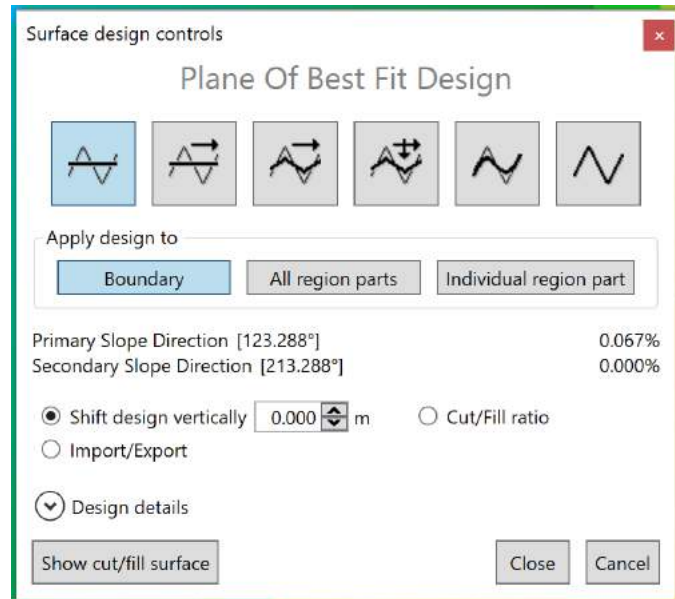 Surface design controls
Plane Of Best Fit Design
Apply design to
Boundary
All region parts
Individual region part
Primary Slope Direction [123.288°] 0.067%
Secondary Slope Direction [213.288°] 0.000%
Shift design vertically 0.000 m Cut/Fill ratio
Import/Export
Design details
Show cut/fill surface
Close
Cancel